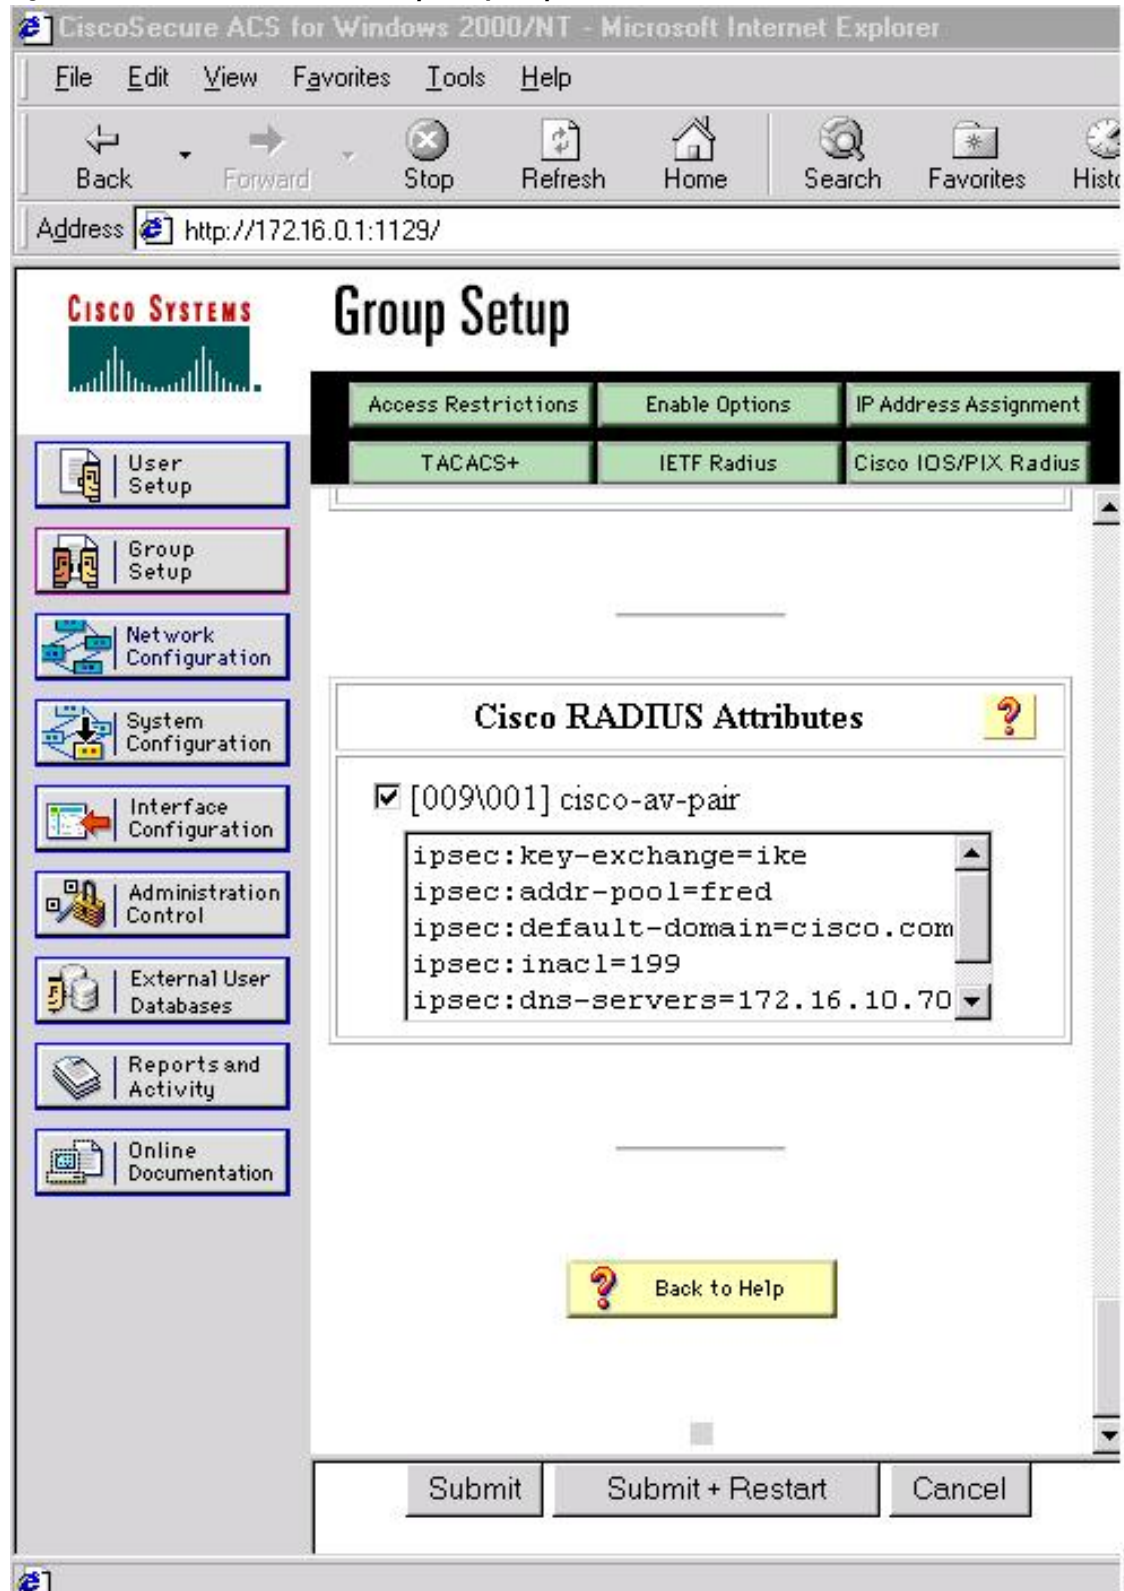 CiscoSecure ACS for Windows 2000/NT - Microsoft Internet Explorer
File Edit View Favorites Tools Help
Back Forward Stop Refresh Home Search Favorites
Address http://172.16.0.1:1129/
CISCO SYSTEMS
Group Setup
Access Restrictions Enable Options IP Address Assignment
TACACS+ IETF Radius Cisco IOS/PIX Radius
User
Setup
Group
Setup
Network
Configuration
System
Configuration
Interface
Configuration
Administration
Control
External User
Databases
Reports and
Activity
Online
Documentation
Cisco RADIUS Attributes
[009\001] cisco-av-pair
ipsec:key-exchange=ike
ipsec:addr-pool=fred
ipsec:default-domain=cisco.com
ipsec:inacl=199
ipsec:dns-servers=172.16.10.70
Back to Help
Submit Submit + Restart Cancel